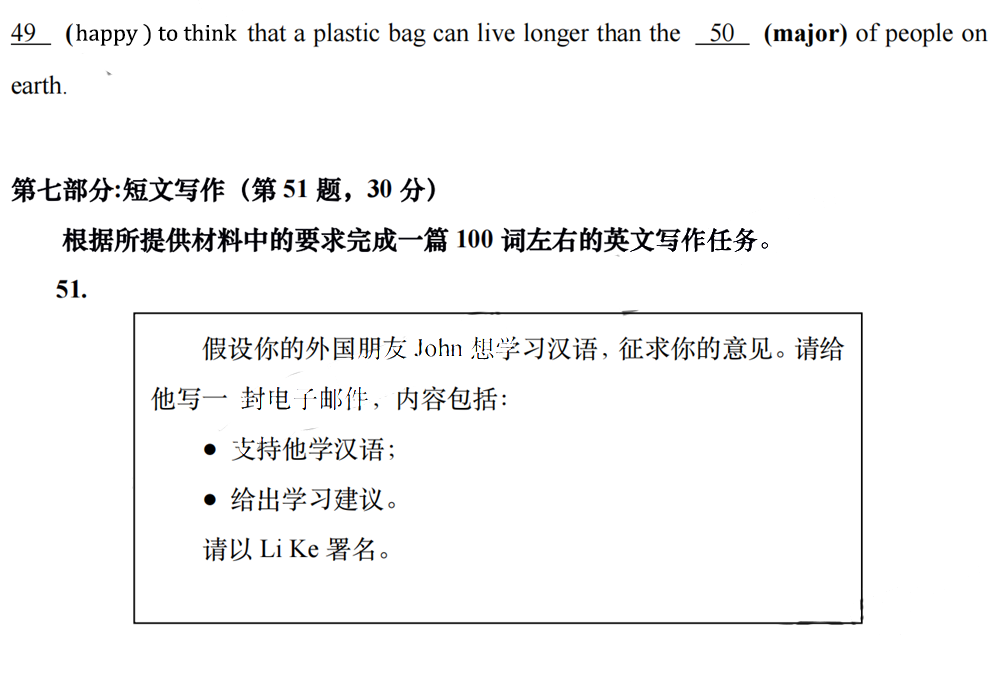 49 (happy ) to think that a plastic bag can live longer than the 50 (major) of people on
earth.
第七部分:短文写作（第 51 题，30 分）
根据所提供材料中的要求完成一篇 100 词左右的英文写作任务。
51.
假设你的外国朋友 John 想学习汉语, 征求你的意见。请给
他写一 封电子邮件, 内容包括:
● 支持他学汉语;
● 给出学习建议。
请以 Li Ke 署名。